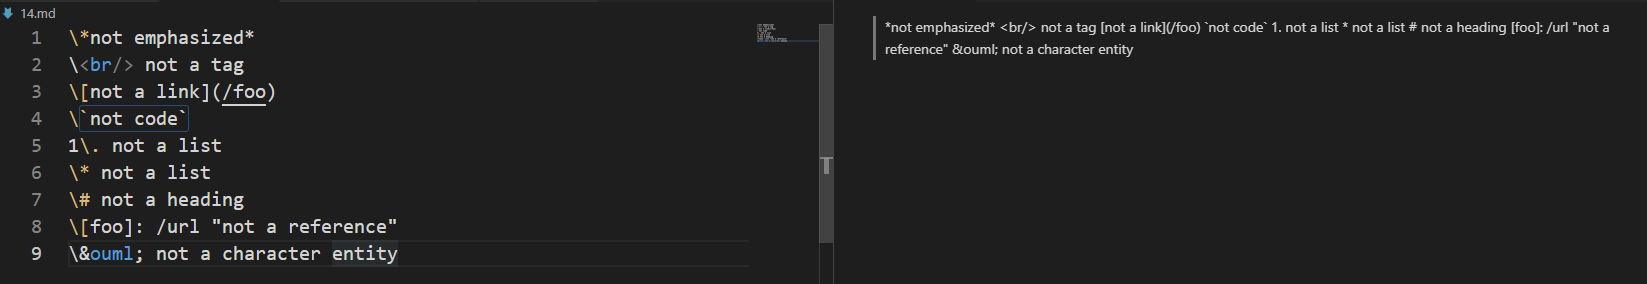 14.md
1 \*not emphasized*
2 \<br/> not a tag
3 \[not a link](/foo)
4 \`not code`
5 1\. not a list
6 \* not a list
7 \# not a heading
8 \[foo]: /url "not a reference"
9 \&ouml; not a character entity
*not emphasized* <br/> not a tag [not a link](/foo) `not code` 1. not a list * not a list # not a heading [foo]: /url "not a
reference" &ouml; not a character entity